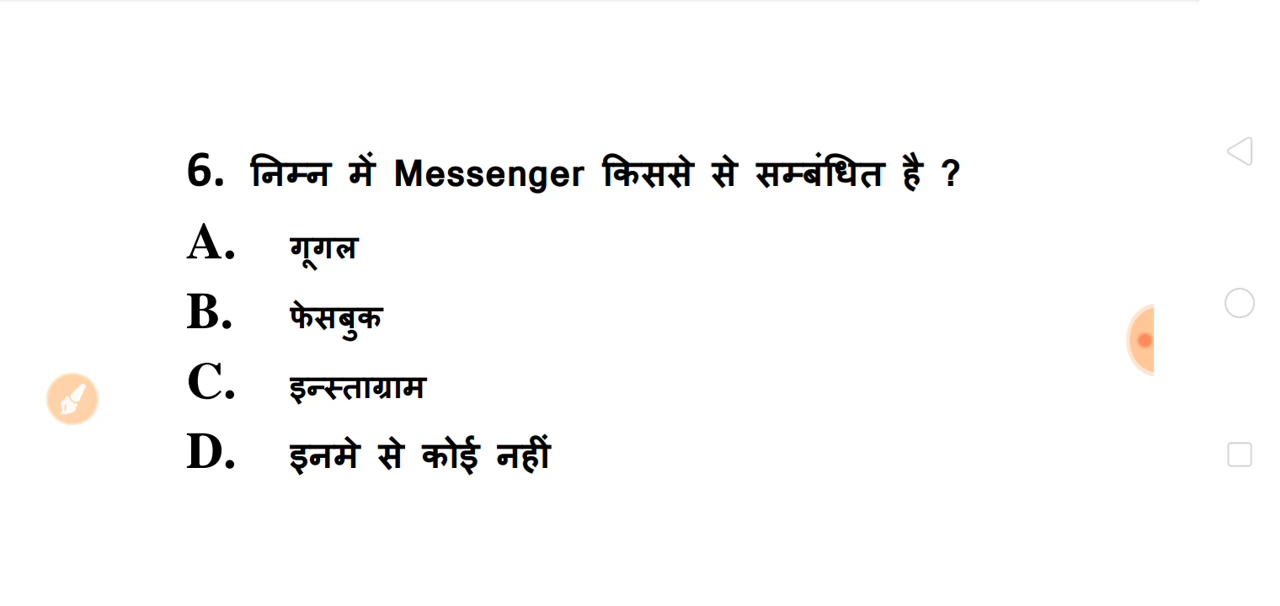 6. निम्न में Messenger किससे से सम्बंधित है ?
A. गूगल
B. फेसबुक
C. इन्स्ताग्राम
D. इनमे से कोई नहीं